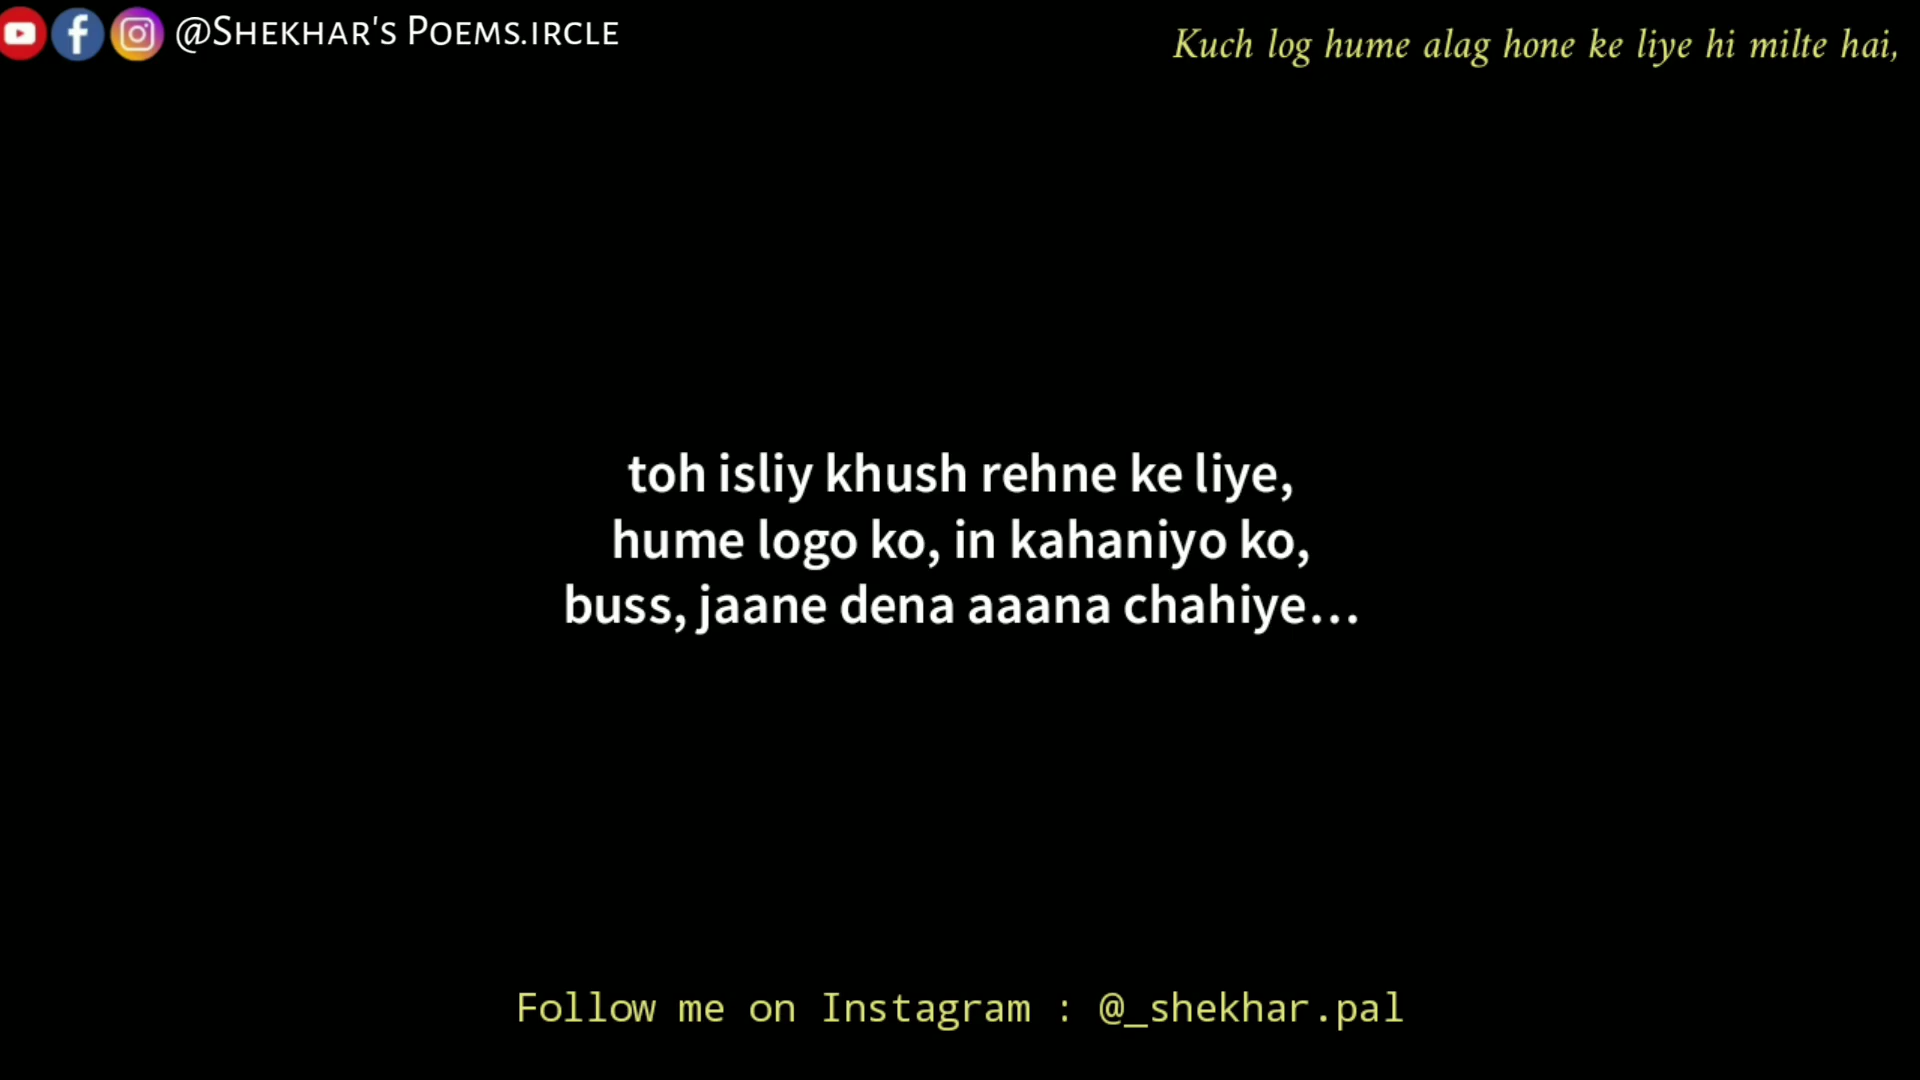 @Shekhar's Poems.ircle
Kuch log hume alag hone ke liye hi milte hai,
toh isliy khush rehne ke liye,
hume logo ko, in kahaniyo ko,
buss, jaane dena aaana chahiye...
Follow me on Instagram : @_shekhar.pal